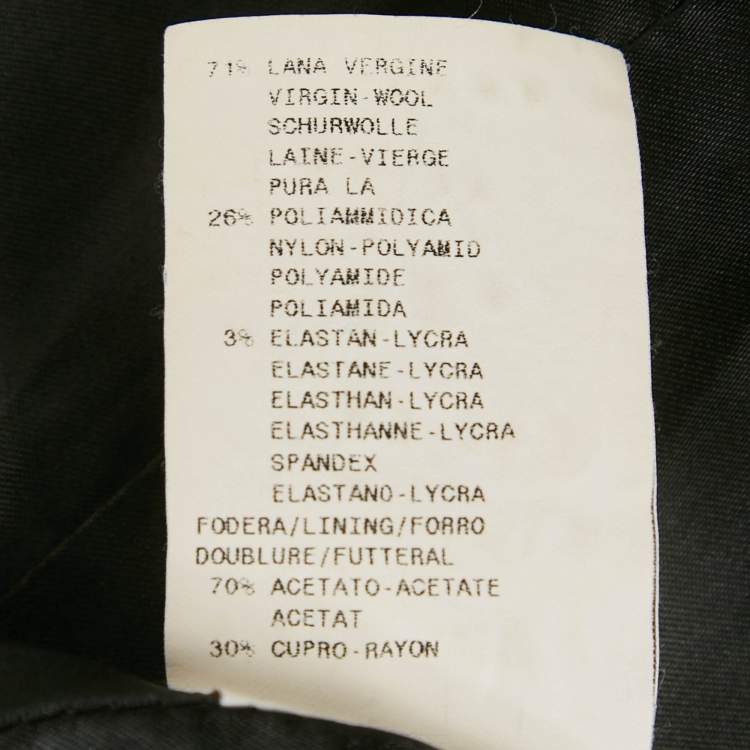 71% LANA VERGINE
VIRGIN-WOOL
SCHURWOLLE
LAINE-VIERGE
PURA LA
26% POLIAMMIDICA
NYLON-POLYAMID
POLYAMIDE
POLIAMIDA
3% ELASTAN-LYCRA
ELASTANE-LYCRA
ELASTHAN-LYCRA
ELASTHANNE-LYCRA
SPANDEX
ELASTANO-LYCRA
FODERA/LINING/FORRO
DOUBLURE/FUTTERAL
70% ACETATO-ACETATE
ACETAT
30% CUPRO-RAYON